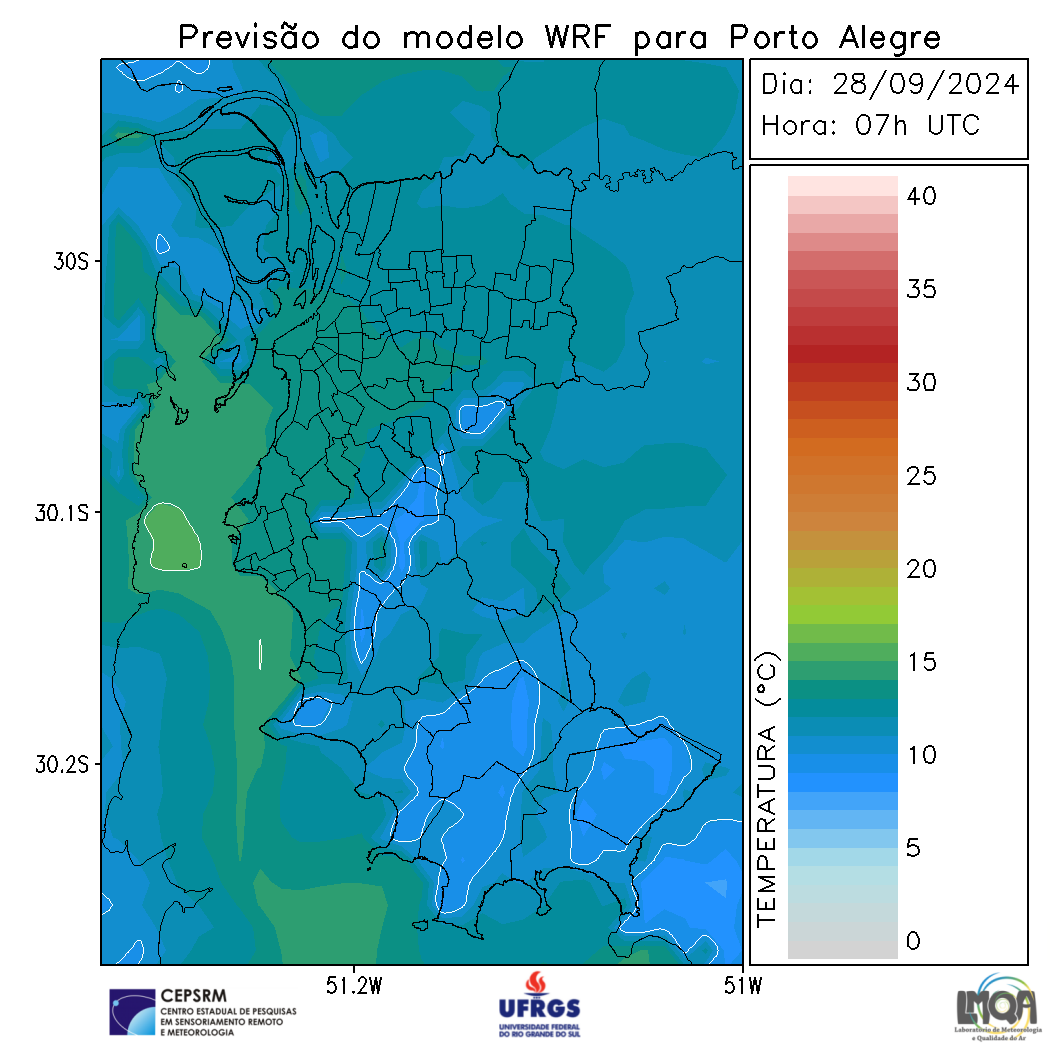 Previsão do modelo WRF para Porto Alegre
Dia: 28/09/2024
Hora: 07h UTC
40
35
30
25
20
15
10
5
0
TEMPERATURA (°C)
30S
30.1S
30.2S
51.2W
51W
CEPSRM
CENTRO ESTADUAL DE PESQUISAS
EM SENSORIAMENTO REMOTO
E METEOROLOGIA
UFRGS
UNIVERSIDADE FEDERAL
DO RIO GRANDE DO SUL
LMQA
Laboratório de Meteorologia
e Qualidade do Ar